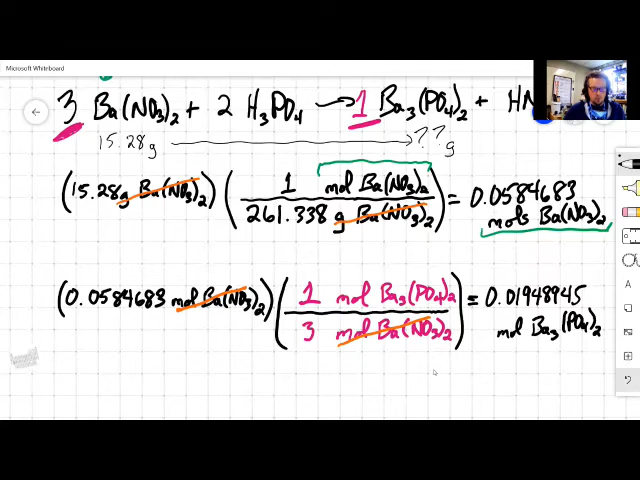 Microsoft Whiteboard
3 Ba(NO₃)₂ + 2 H₃PO₄ → 1 Ba₃(PO₄)₂ + HN
15.28g → ??g
(15.28g Ba(NO₃)₂) (1 mol Ba(NO₃)₂ / 261.338 g Ba(NO₃)₂) = 0.0584683
mols Ba(NO₃)₂
(0.0584683 mol Ba(NO₃)₂) (1 mol Ba₃(PO₄)₂ / 3 mol Ba(NO₃)₂) = 0.01948945
mol Ba₃(PO₄)₂